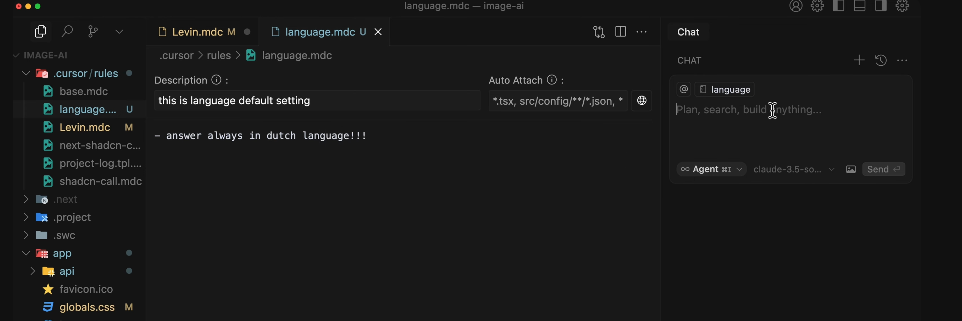 language.mdc — image-ai
Levin.mdc M
language.mdc U
Chat
IMAGE-AI
.cursor/rules
base.mdc
language.... U
Levin.mdc M
next-shadcn-c...
project-log.tpl....
shadcn-call.mdc
.next
.project
.swc
app
api
favicon.ico
globals.css M
.cursor > rules > language.mdc
Description :
Auto Attach :
this is language default setting
*.tsx, src/config/**/*.json, *
- answer always in dutch language!!!
CHAT
@ language
Plan, search, build anything...
∞ Agent ⌘I
claude-3.5-so...
Send ⏎